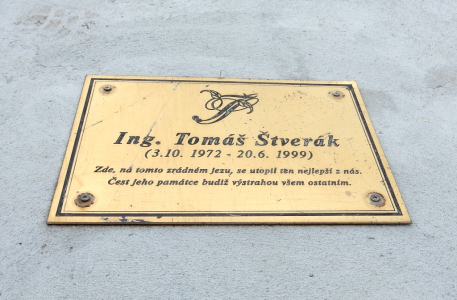 Ing. Tomáš Štverák
(3.10. 1972 - 20.6. 1999)
Zde, na tomto zrádném jezu, se utopil ten nejlepší z nás.
Čest jeho památce budiž výstrahou všem ostatním.